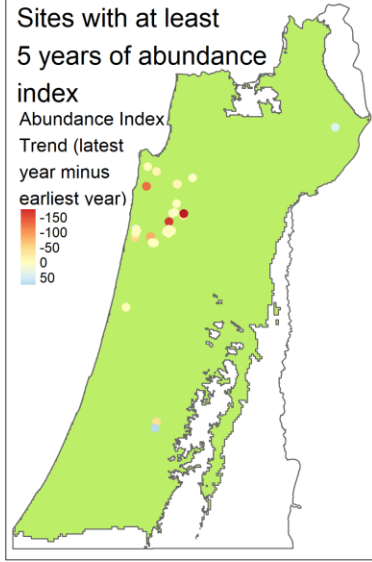 Sites with at least
5 years of abundance
index
Abundance Index
Trend (latest
year minus
earliest year)
-150
-100
-50
0
50